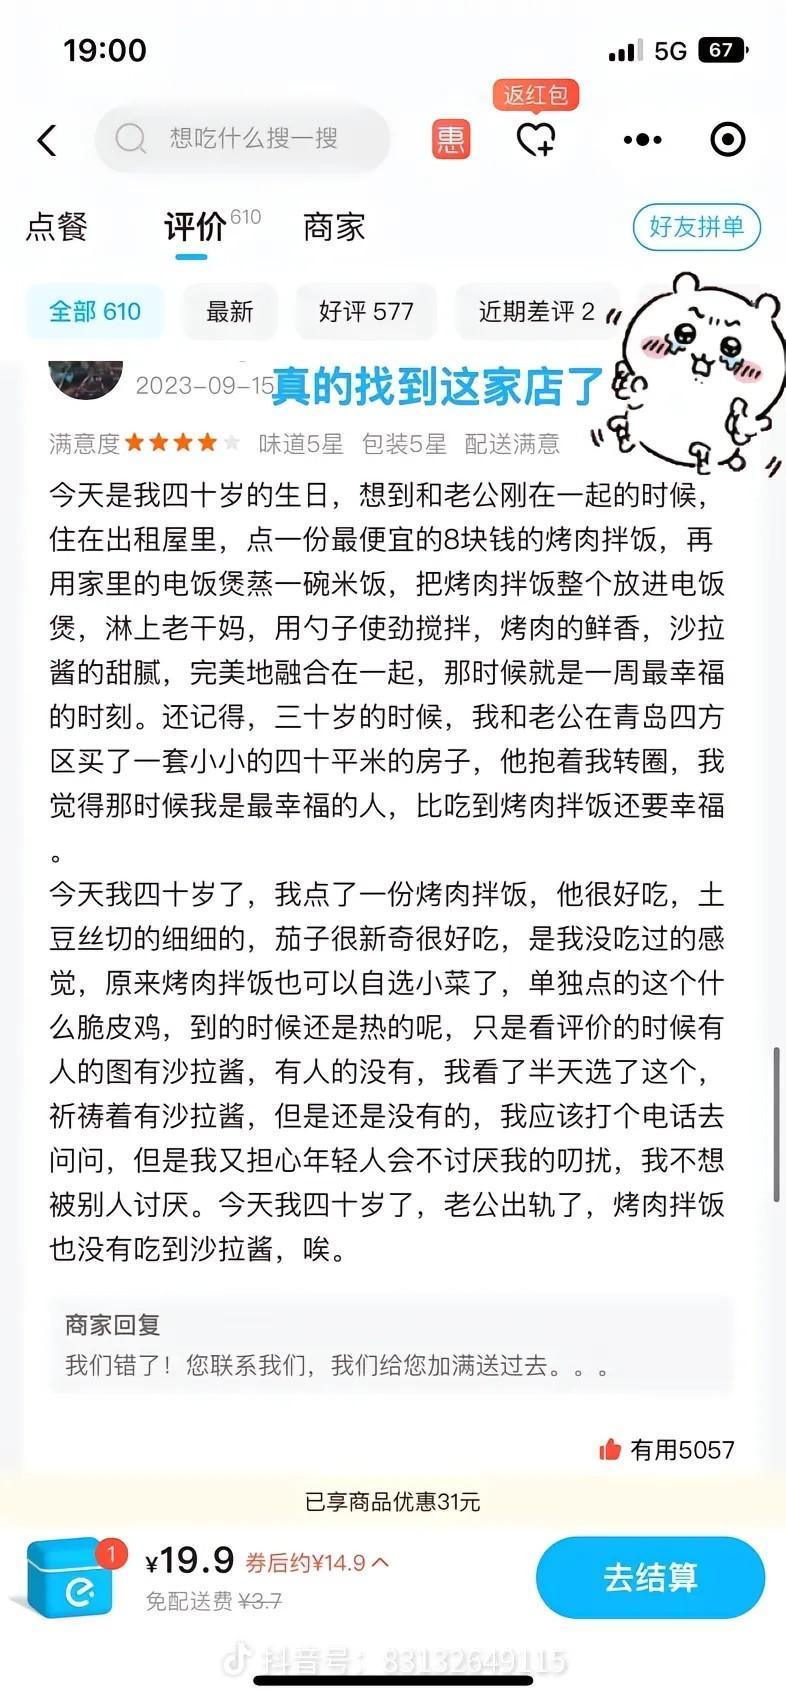 19:00
5G 67
返红包
想吃什么搜一搜
惠
点餐 评价 610 商家 好友拼单
全部 610 最新 好评 577 近期差评 2
2023-09-15
真的找到这家店了
满意度 味道5星 包装5星 配送满意
今天是我四十岁的生日，想到和老公刚在一起的时候，
住在出租屋里，点一份最便宜的8块钱的烤肉拌饭，再
用家里的电饭煲蒸一碗米饭，把烤肉拌饭整个放进电饭
煲，淋上老干妈，用勺子使劲搅拌，烤肉的鲜香，沙拉
酱的甜腻，完美地融合在一起，那时候就是一周最幸福
的时刻。还记得，三十岁的时候，我和老公在青岛四方
区买了一套小小的四十平米的房子，他抱着我转圈，我
觉得那时候我是最幸福的人，比吃到烤肉拌饭还要幸福
。
今天我四十岁了，我点了一份烤肉拌饭，他很好吃，土
豆丝切的细细的，茄子很新奇很好吃，是我没吃过的感
觉，原来烤肉拌饭也可以自选小菜了，单独点的这个什
么脆皮鸡，到的时候还是热的呢，只是看评价的时候有
人的图有沙拉酱，有人的没有，我看了半天选了这个，
祈祷着有沙拉酱，但是还是没有的，我应该打个电话去
问问，但是我又担心年轻人会不讨厌我的叨扰，我不想
被别人讨厌。今天我四十岁了，老公出轨了，烤肉拌饭
也没有吃到沙拉酱，唉。
商家回复
我们错了！您联系我们，我们给您加满送过去。。。
有用5057
已享商品优惠31元
1
¥19.9 券后约¥14.9
免配送费 ¥3.7
去结算
抖音号：83132649115